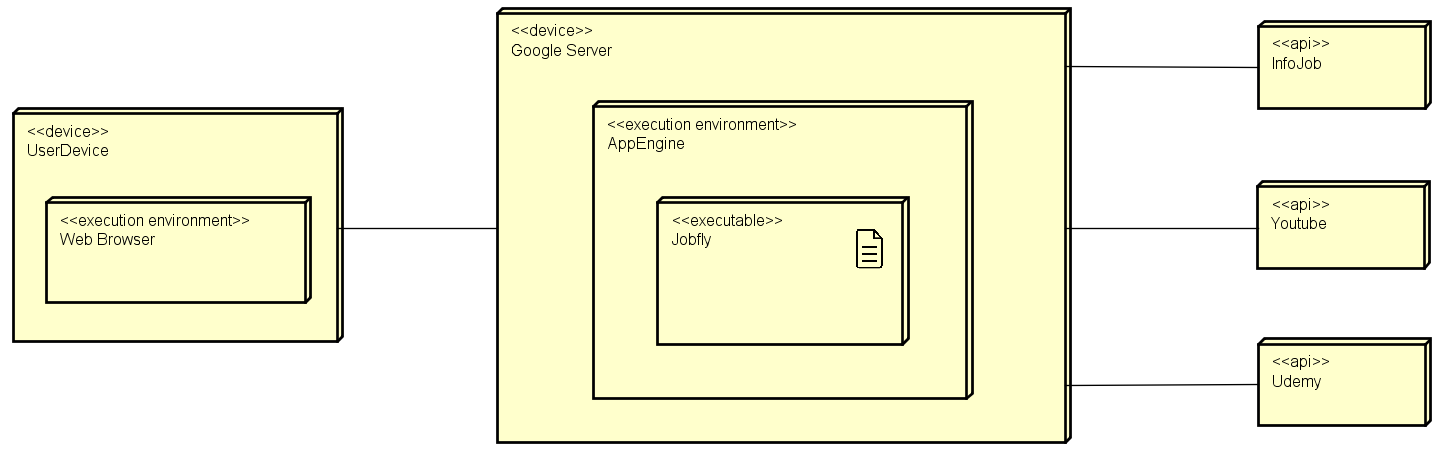 <<device>>
UserDevice
<<execution environment>>
Web Browser
<<device>>
Google Server
<<execution environment>>
AppEngine
<<executable>>
Jobfly
<<api>>
InfoJob
<<api>>
Youtube
<<api>>
Udemy